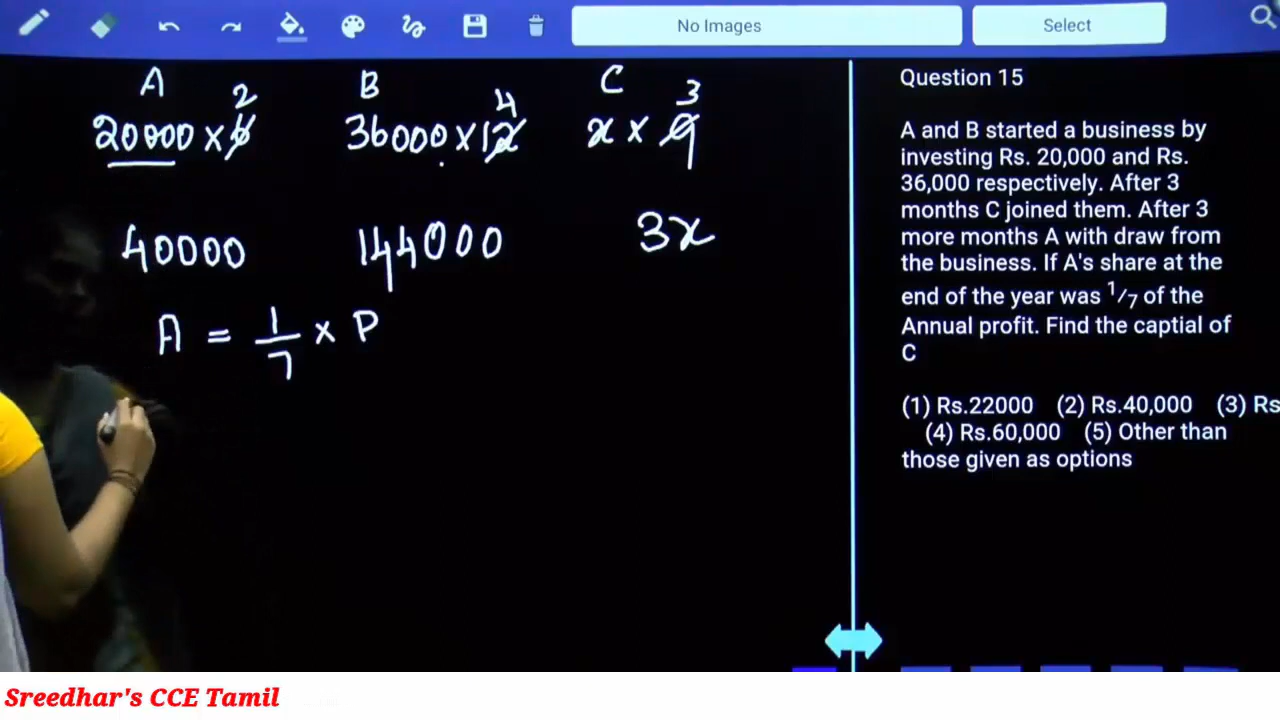 No Images
Select
A B C
20000 × 6 2 36000 × 12 4 x × 9 3
40000 144000 3x
A = 1/7 × P
Question 15
A and B started a business by
investing Rs. 20,000 and Rs.
36,000 respectively. After 3
months C joined them. After 3
more months A with draw from
the business. If A's share at the
end of the year was 1/7 of the
Annual profit. Find the captial of
C
(1) Rs.22000 (2) Rs.40,000 (3) Rs
(4) Rs.60,000 (5) Other than
those given as options
Sreedhar's CCE Tamil